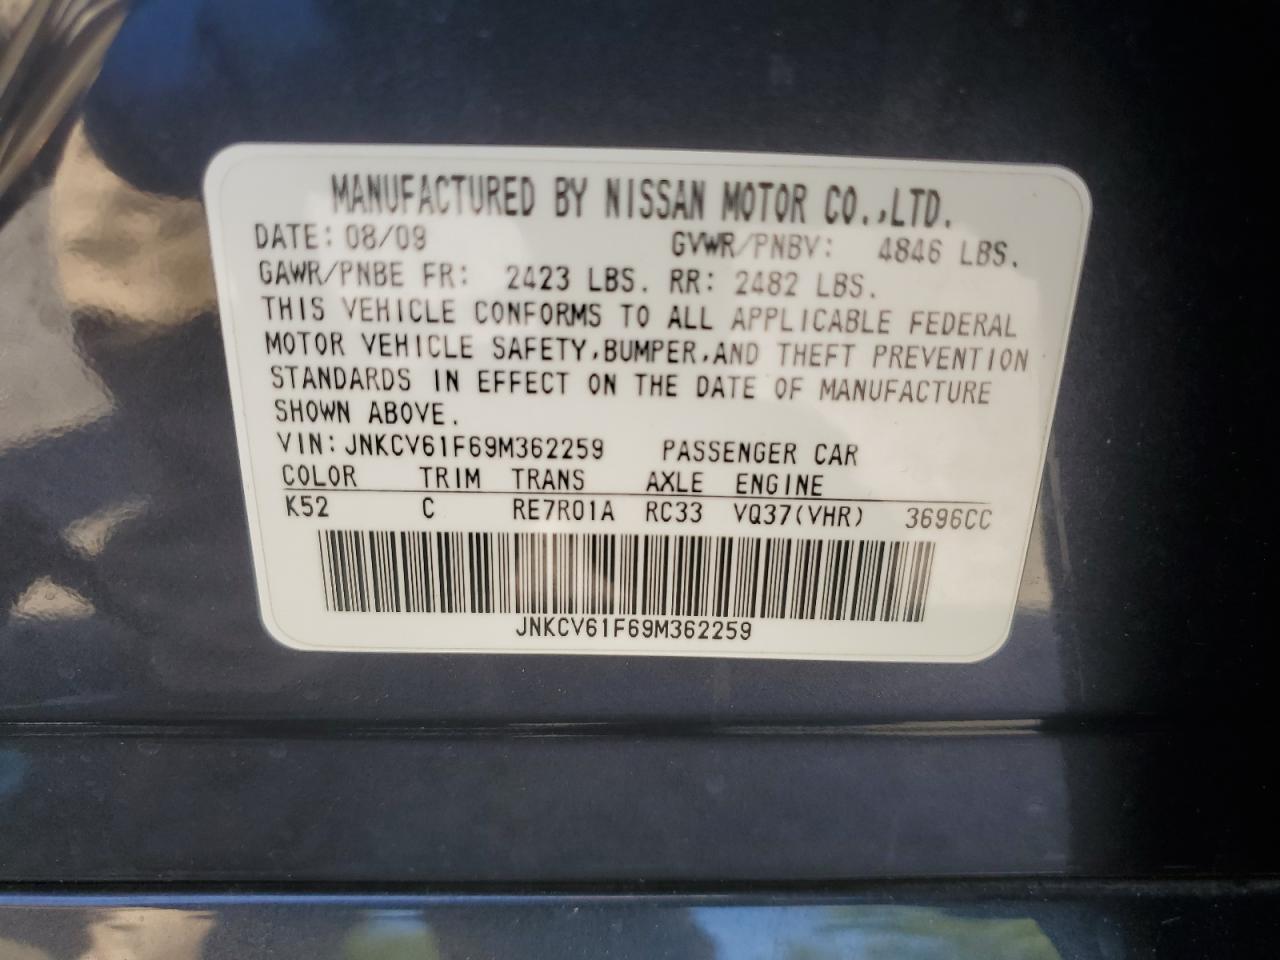 MANUFACTURED BY NISSAN MOTOR CO.,LTD.
DATE: 08/09 GVWR/PNBV: 4846 LBS.
GAWR/PNBE FR: 2423 LBS. RR: 2482 LBS.
THIS VEHICLE CONFORMS TO ALL APPLICABLE FEDERAL
MOTOR VEHICLE SAFETY,BUMPER,AND THEFT PREVENTION
STANDARDS IN EFFECT ON THE DATE OF MANUFACTURE
SHOWN ABOVE.
VIN:JNKCV61F69M362259 PASSENGER CAR
COLOR TRIM TRANS AXLE ENGINE
K52 C RE7R01A RC33 VQ37(VHR) 3696CC
JNKCV61F69M362259